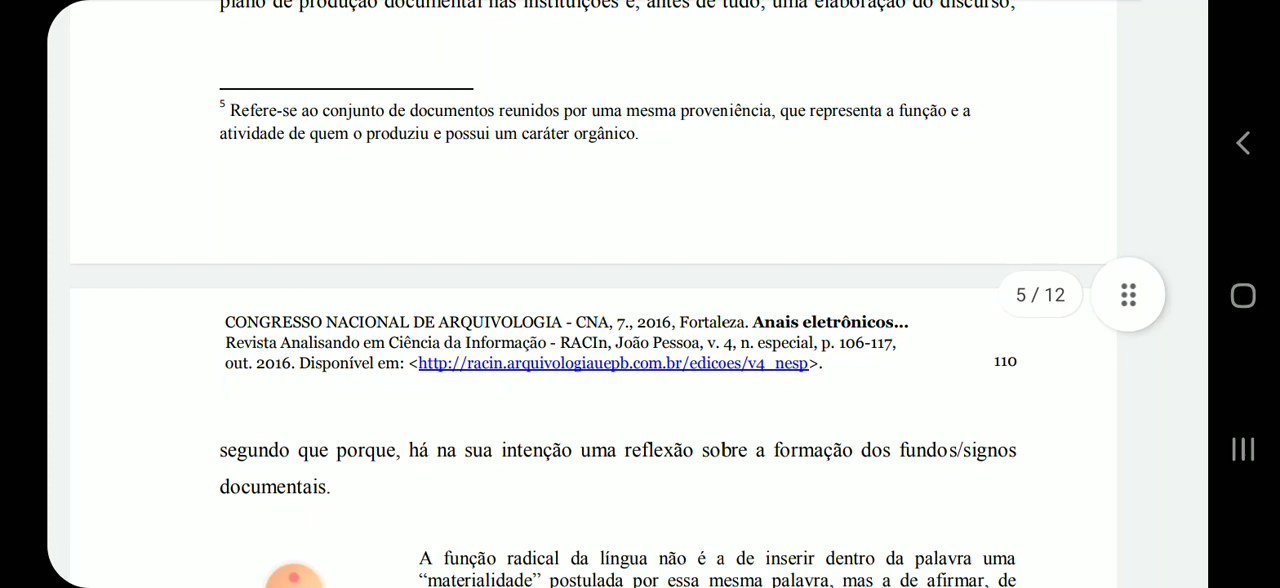 plano de produção documental nas instituições é, antes de tudo, uma elaboração do discurso,
5 Refere-se ao conjunto de documentos reunidos por uma mesma proveniência, que representa a função e a
atividade de quem o produziu e possui um caráter orgânico.
5 / 12
CONGRESSO NACIONAL DE ARQUIVOLOGIA - CNA, 7., 2016, Fortaleza. Anais eletrônicos...
Revista Analisando em Ciência da Informação - RACIn, João Pessoa, v. 4, n. especial, p. 106-117,
out. 2016. Disponível em: <http://racin.arquivologiauepb.com.br/edicoes/v4_nesp>.
110
segundo que porque, há na sua intenção uma reflexão sobre a formação dos fundos/signos
documentais.
A função radical da língua não é a de inserir dentro da palavra uma
“materialidade” postulada por essa mesma palavra, mas a de afirmar, de